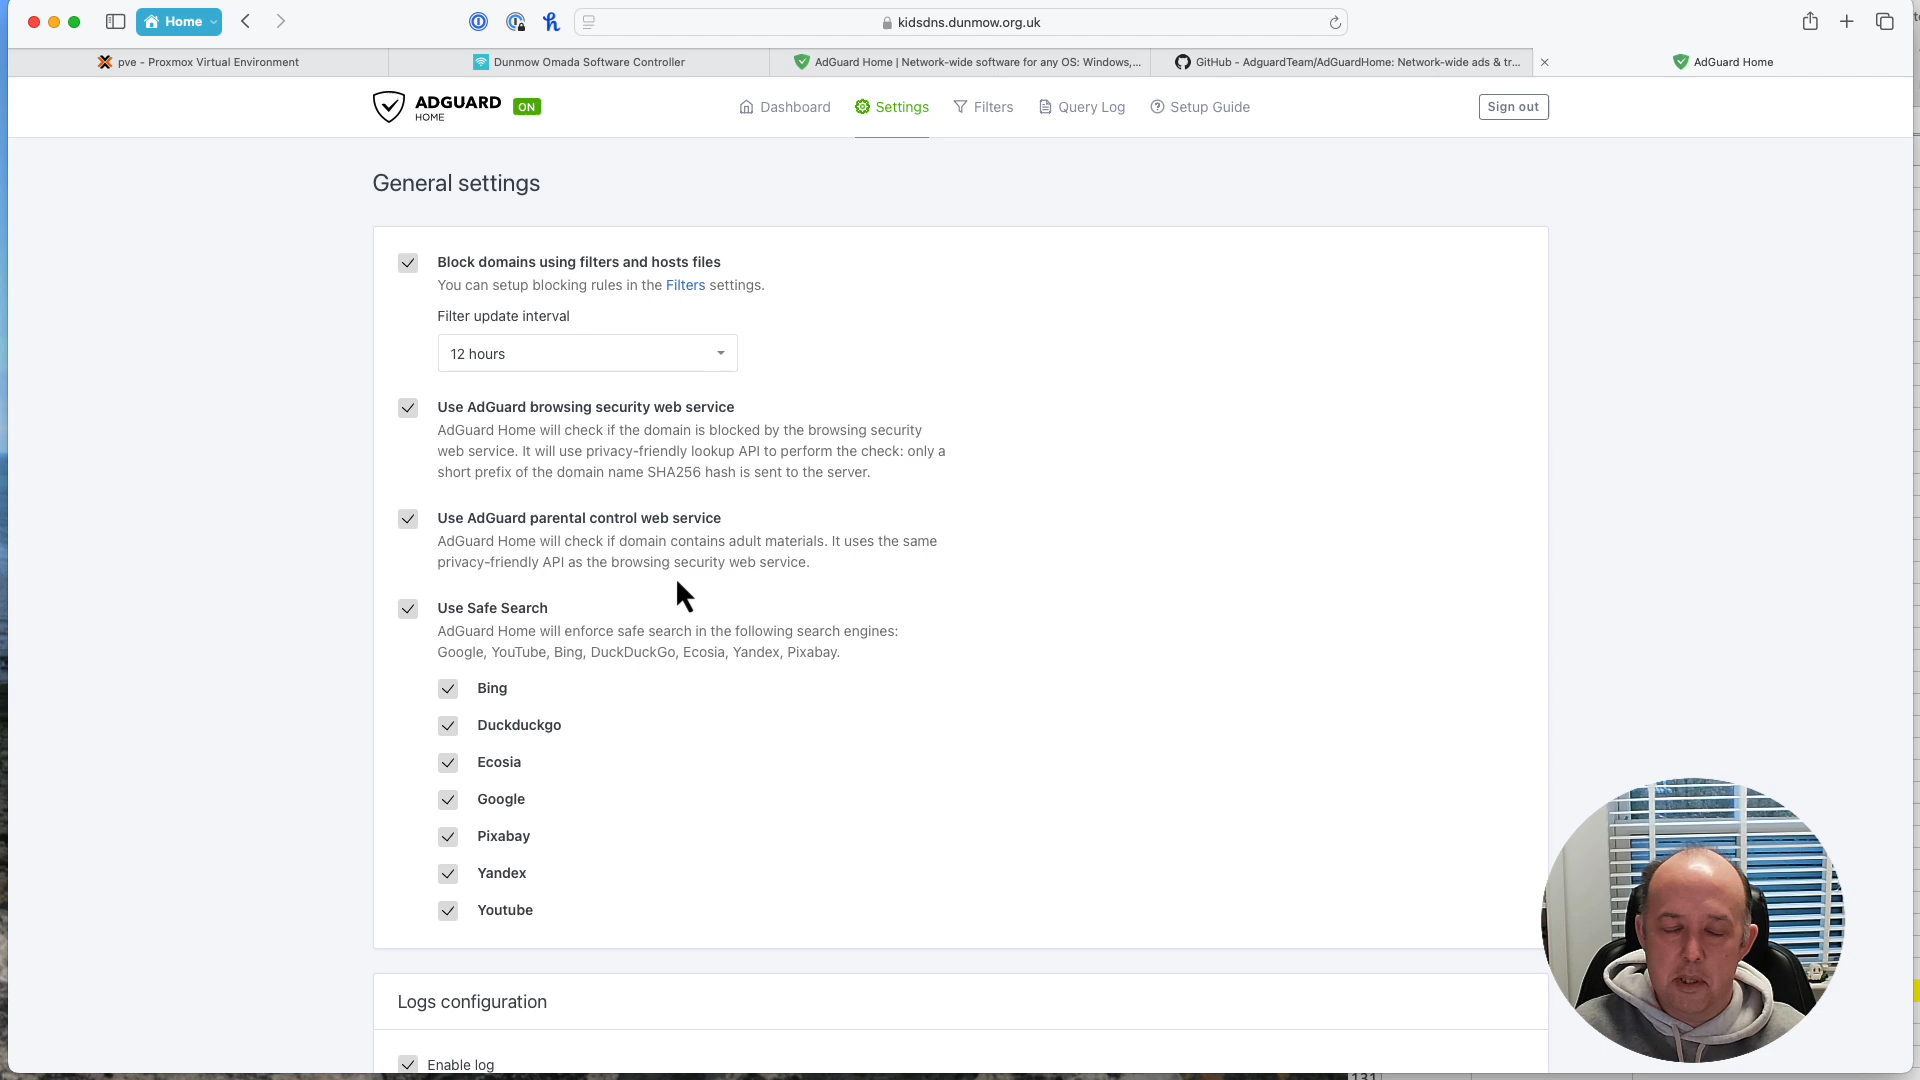 Home
kidsdns.dunmow.org.uk
pve - Proxmox Virtual Environment
Dunmow Omada Software Controller
AdGuard Home | Network-wide software for any OS: Windows,...
GitHub - AdguardTeam/AdGuardHome: Network-wide ads & tr...
AdGuard Home
ADGUARD
HOME
ON
Dashboard
Settings
Filters
Query Log
Setup Guide
Sign out
General settings
Block domains using filters and hosts files
You can setup blocking rules in the Filters settings.
Filter update interval
12 hours
Use AdGuard browsing security web service
AdGuard Home will check if the domain is blocked by the browsing security
web service. It will use privacy-friendly lookup API to perform the check: only a
short prefix of the domain name SHA256 hash is sent to the server.
Use AdGuard parental control web service
AdGuard Home will check if domain contains adult materials. It uses the same
privacy-friendly API as the browsing security web service.
Use Safe Search
AdGuard Home will enforce safe search in the following search engines:
Google, YouTube, Bing, DuckDuckGo, Ecosia, Yandex, Pixabay.
Bing
Duckduckgo
Ecosia
Google
Pixabay
Yandex
Youtube
Logs configuration
Enable log
131